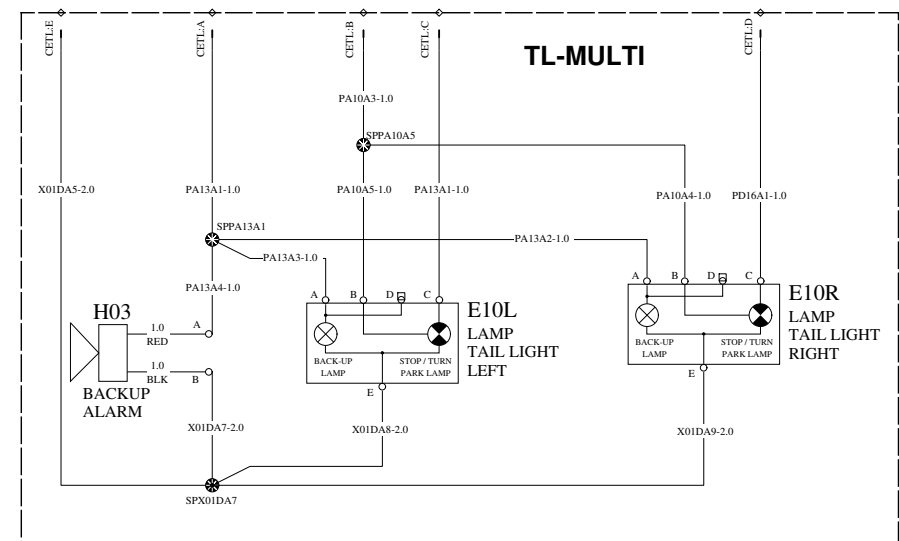 CETL:E
CETL:A
CETL:B
CETL:C
CETL:D
TL-MULTI
PA10A3-1.0
SPPA10A5
X01DA5-2.0
PA13A1-1.0
PA10A5-1.0
PA13A1-1.0
PA10A4-1.0
PD16A1-1.0
SPPA13A1
PA13A2-1.0
PA13A3-1.0
PA13A4-1.0
A
B
D
C
A
B
D
C
E10L
LAMP
TAIL LIGHT
LEFT
E10R
LAMP
TAIL LIGHT
RIGHT
H03
1.0
RED
A
1.0
BLK
B
BACKUP
ALARM
BACK-UP
LAMP
STOP / TURN
PARK LAMP
BACK-UP
LAMP
STOP / TURN
PARK LAMP
E
E
X01DA7-2.0
X01DA8-2.0
X01DA9-2.0
SPX01DA7